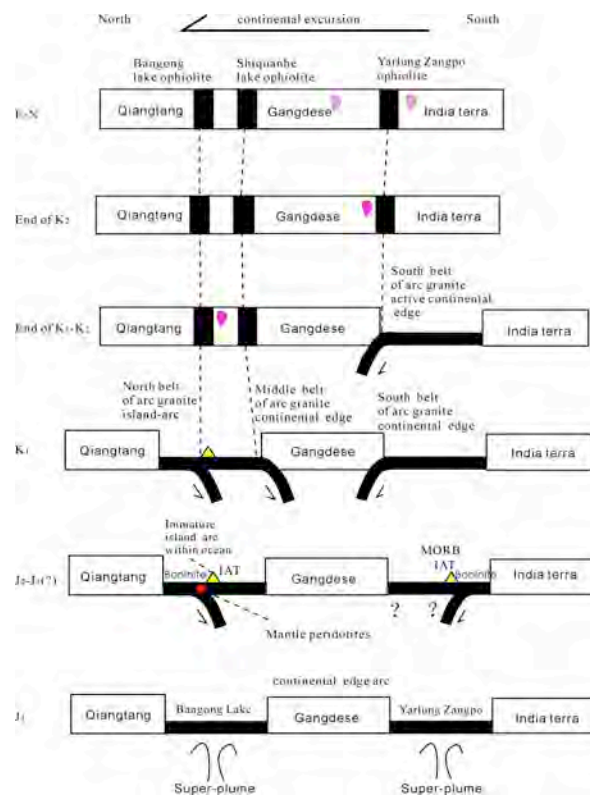 North
continental excursion
South
Bangong
lake ophiolite
Shiquanhe
lake ophiolite
Yarlung Zangpo
ophiolite
Qiangtang
Gangdese
India terra
End of K2
Qiangtang
Gangdese
India terra
South belt
of arc granite
active continental
edge
End of K1-K2
Qiangtang
Gangdese
India terra
North belt
of arc granite
island-arc
Middle belt
of arc granite
continental edge
South belt
of arc granite
continental edge
K1
Qiangtang
Gangdese
India terra
Immature
island arc
within ocean
Boninite
IAT
MORB
IAT
Boninite
Qiangtang
Gangdese
India terra
? ?
Mantle peridotites
continental edge arc
J1
Qiangtang
Bangong Lake
Gangdese
Yarlung Zangpo
India terra
Super-plume
Super-plume